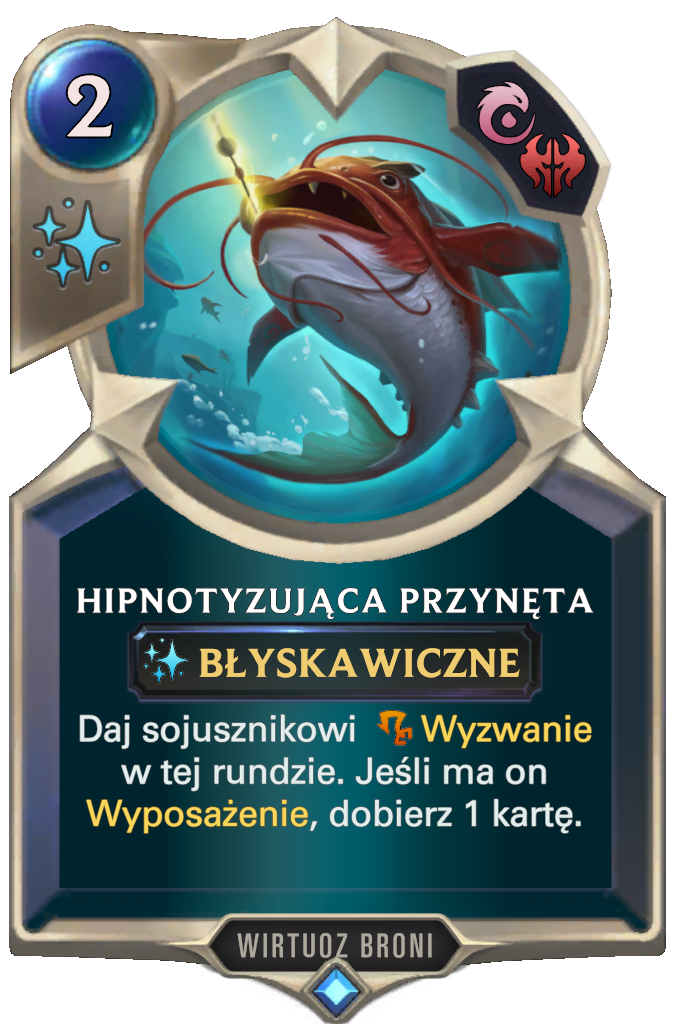 2
HIPNOTYZUJĄCA PRZYNĘTA
BŁYSKAWICZNE
Daj sojusznikowi Wyzwanie
w tej rundzie. Jeśli ma on
Wyposażenie, dobierz 1 kartę.
WIRTUOZ BRONI